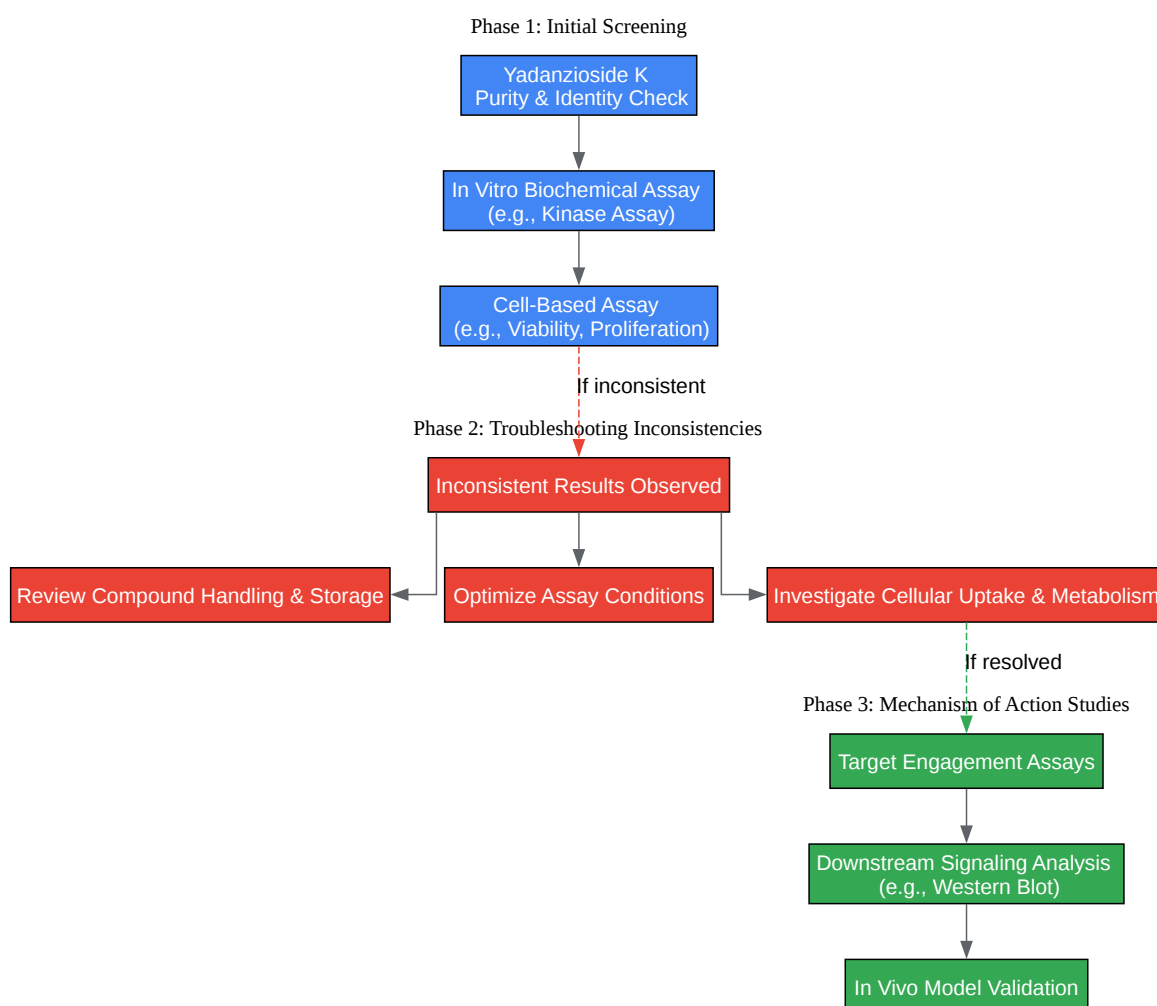 Phase 1: Initial Screening
Yadanzioside K
Purity & Identity Check
In Vitro Biochemical Assay
(e.g., Kinase Assay)
Cell-Based Assay
(e.g., Viability, Proliferation)
If inconsistent
Phase 2: Troubleshooting Inconsistencies
Inconsistent Results Observed
Review Compound Handling & Storage
Optimize Assay Conditions
Investigate Cellular Uptake & Metabolism
If resolved
Phase 3: Mechanism of Action Studies
Target Engagement Assays
Downstream Signaling Analysis
(e.g., Western Blot)
In Vivo Model Validation